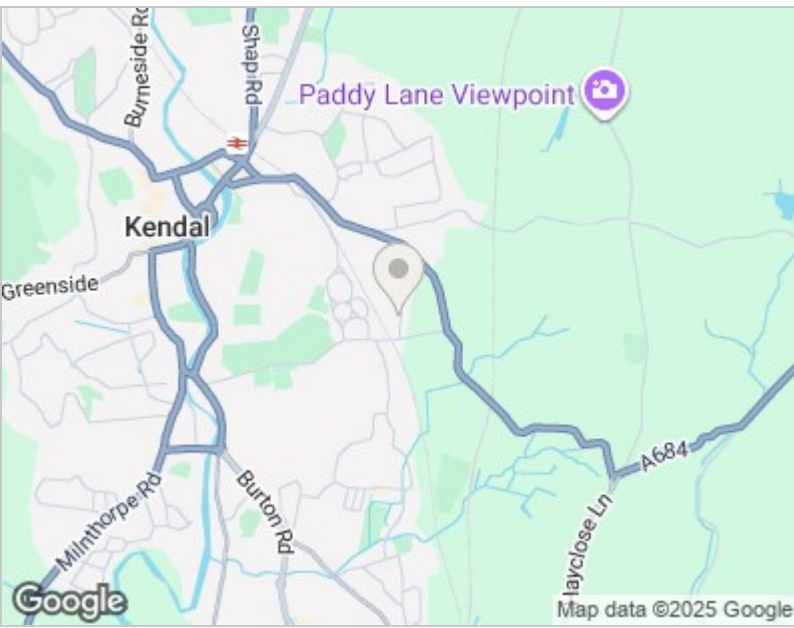 Burneside Rd
Shap Rd
Paddy Lane Viewpoint
Kendal
Greenside
A684
Milnthorpe Rd
Burton Rd
Hayclose Ln
Google
Map data ©2025 Google